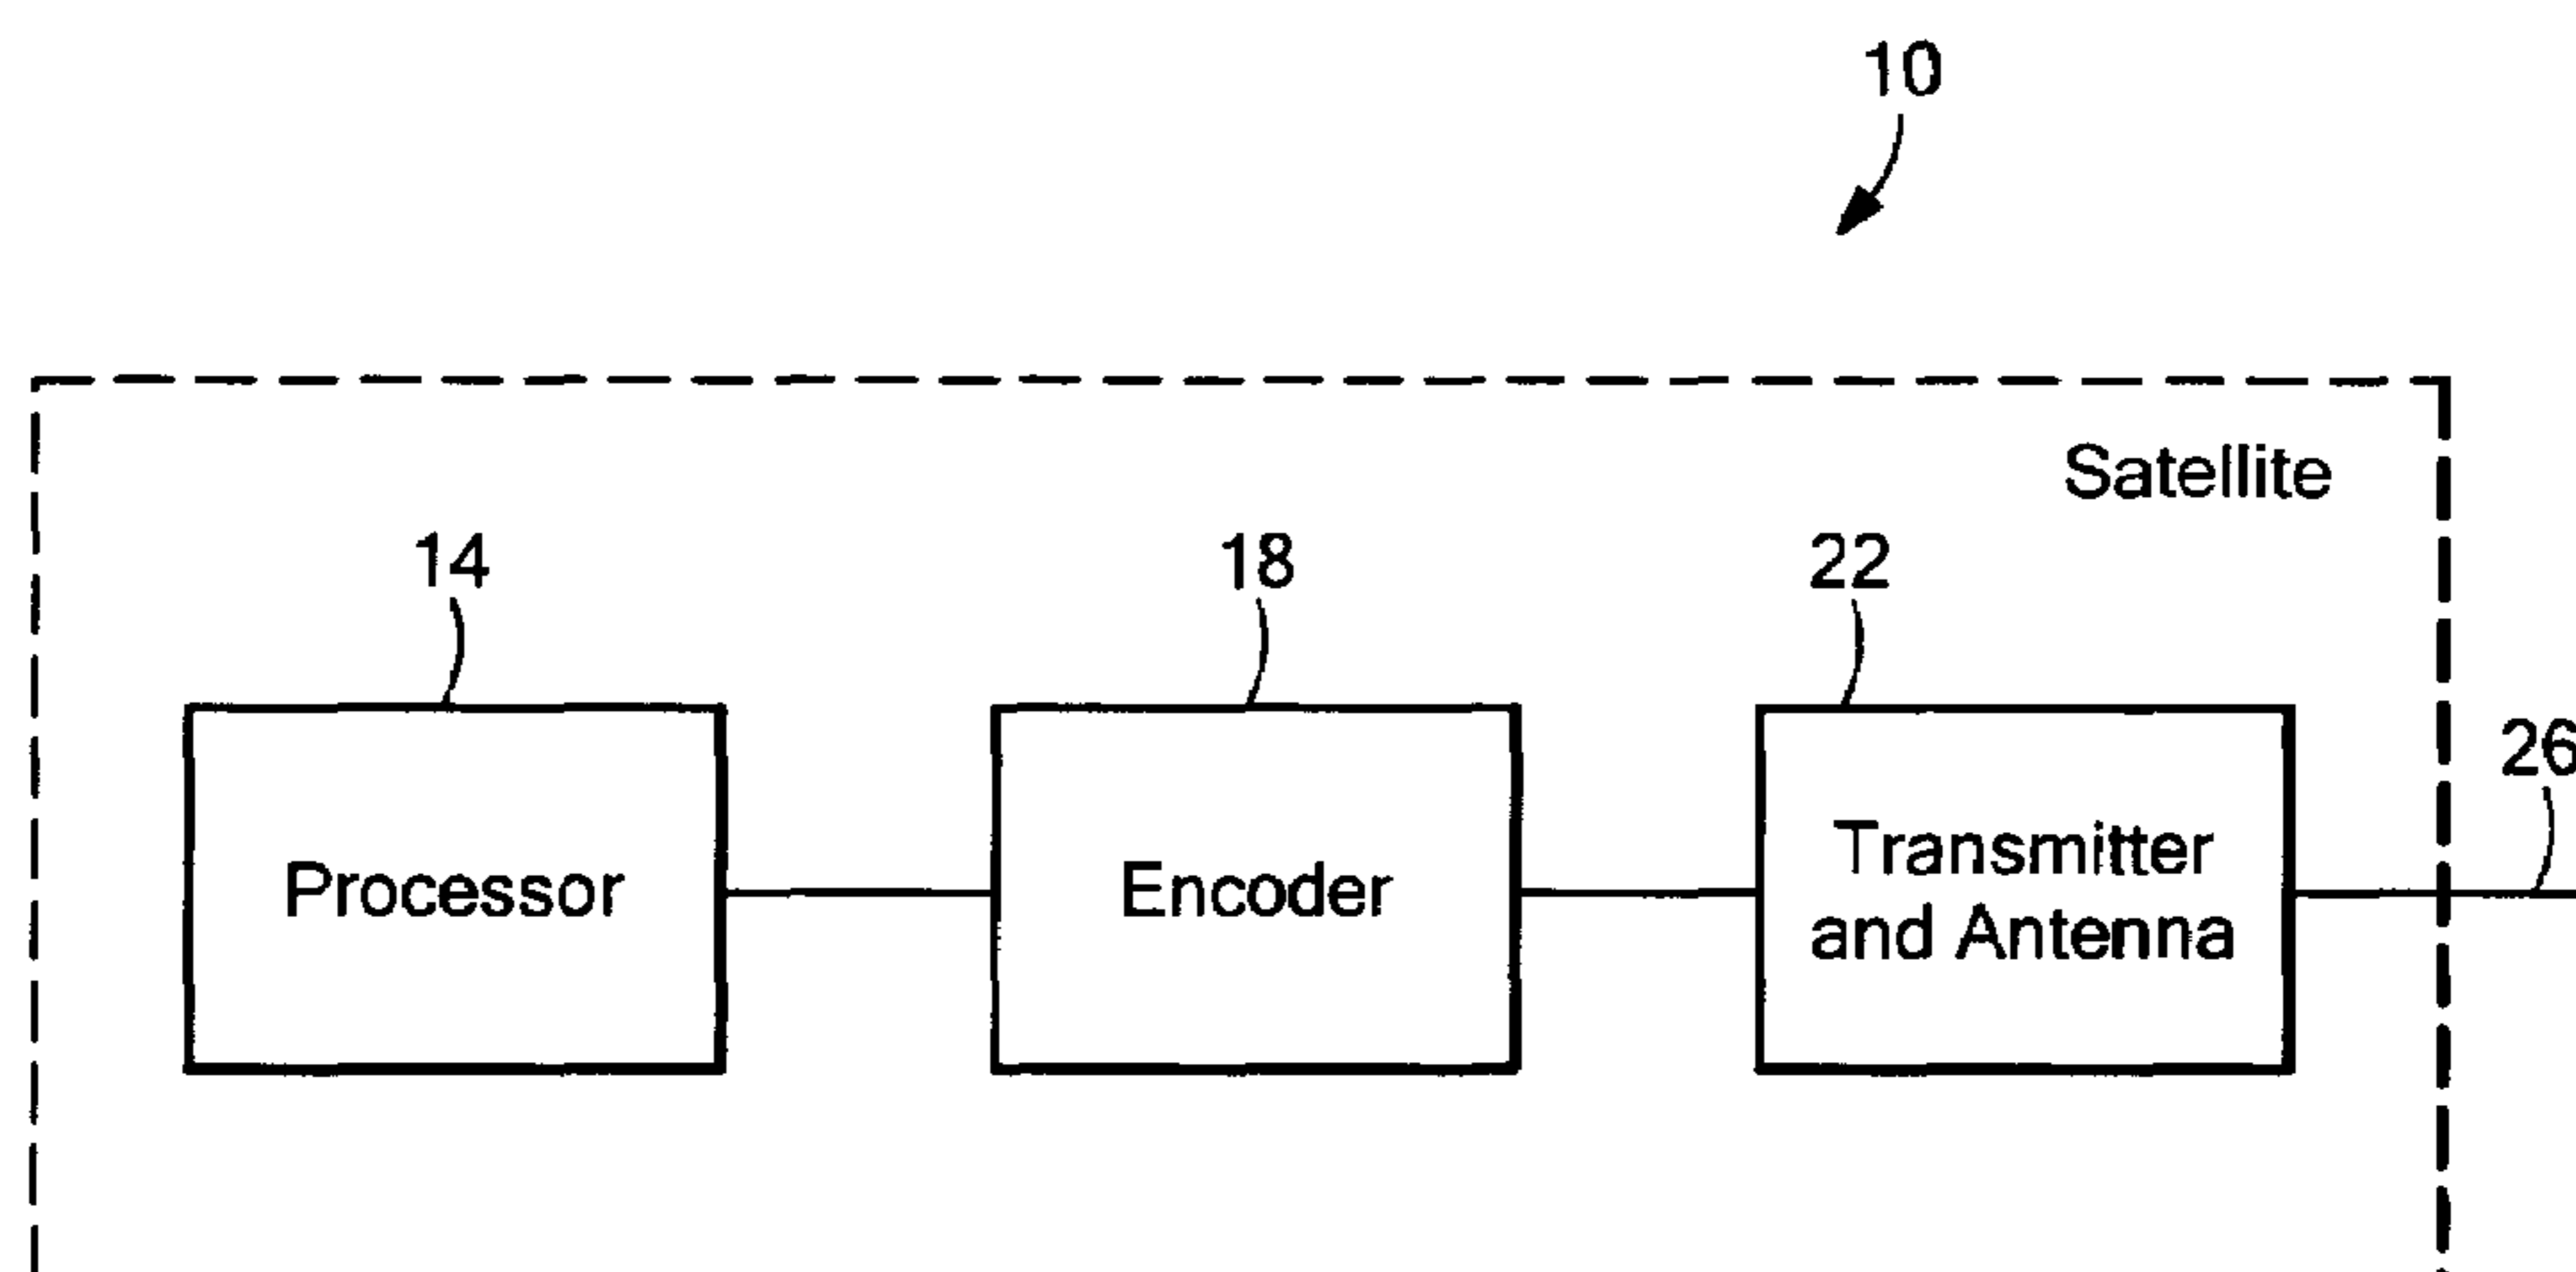 10
Satellite
14
18
22
26
Processor
Encoder
Transmitter
and Antenna